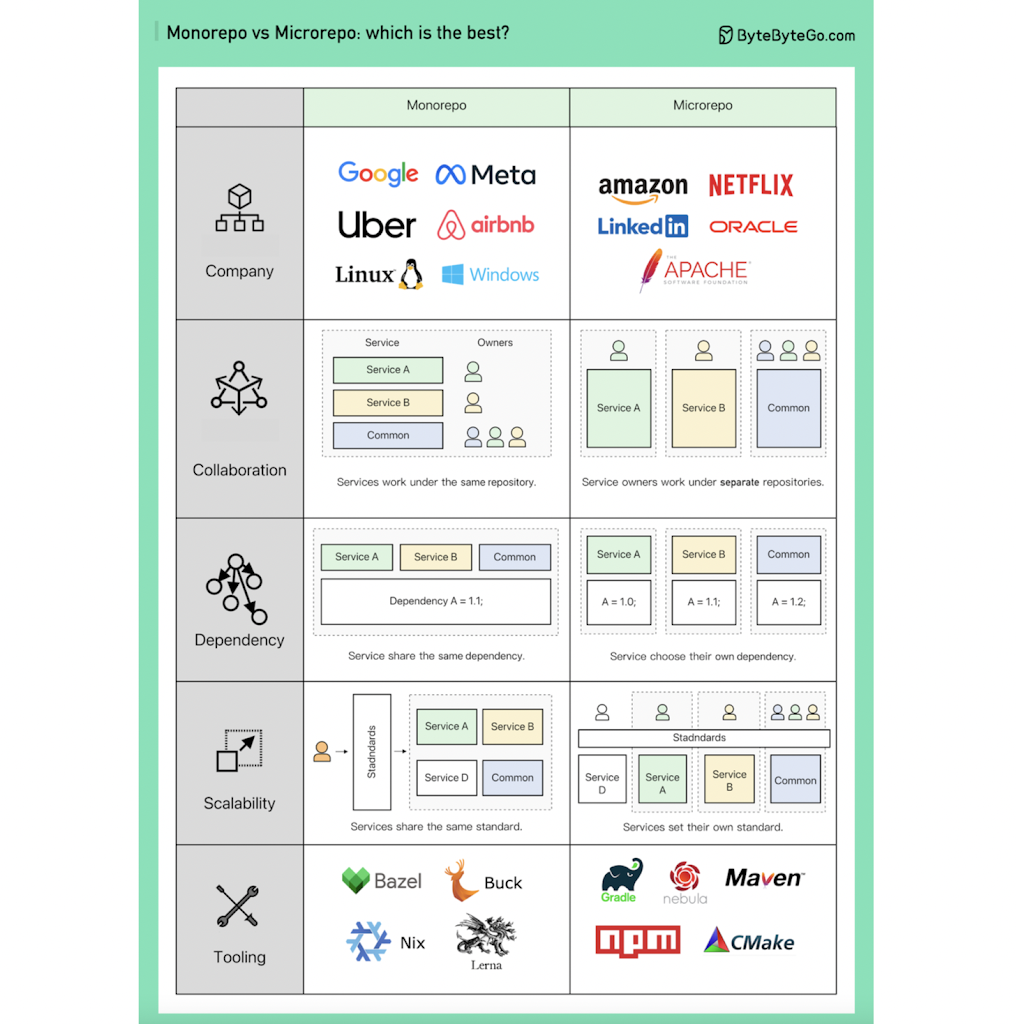 Monorepo vs Microrepo: which is the best?
ByteByteGo.com
Monorepo
Microrepo
Company
Google
Meta
Uber
airbnb
Linux
Windows
amazon
NETFLIX
Linked in
ORACLE
THE
APACHE
SOFTWARE FOUNDATION
Collaboration
Service
Owners
Service A
Service B
Common
Services work under the same repository.
Service A
Service B
Common
Service owners work under separate repositories.
Dependency
Service A
Service B
Common
Dependency A = 1.1;
Service share the same dependency.
Service A
Service B
Common
A = 1.0;
A = 1.1;
A = 1.2;
Service choose their own dependency.
Scalability
Stadndards
Service A
Service B
Service D
Common
Services share the same standard.
Stadndards
Service
D
Service
A
Service
B
Common
Services set their own standard.
Tooling
Bazel
Buck
Nix
Lerna
Gradle
nebula
Maven™
npm
CMake